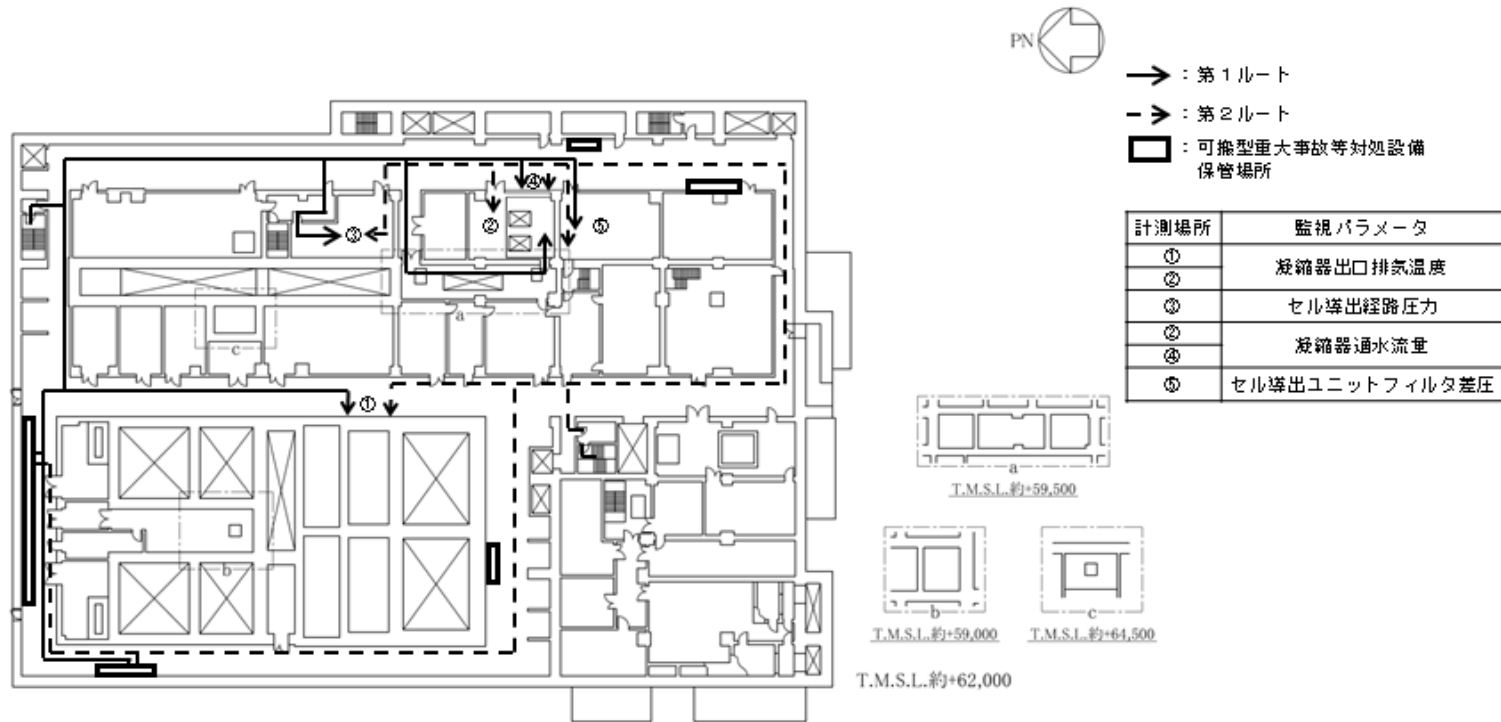 PN
：第１ルート
：第２ルート
：可搬型重大事故等対処設備
保管場所
計測場所 監視パラメータ
① 凝縮器出口排気温度
②
③ セル導出経路圧力
② 凝縮器通水流量
④
⑤ セル導出ユニットフィルタ差圧
④
③
②
⑤
a
c
①
b
a
T.M.S.L.約+59,500
b
T.M.S.L.約+59,000
c
T.M.S.L.約+64,500
T.M.S.L.約+62,000